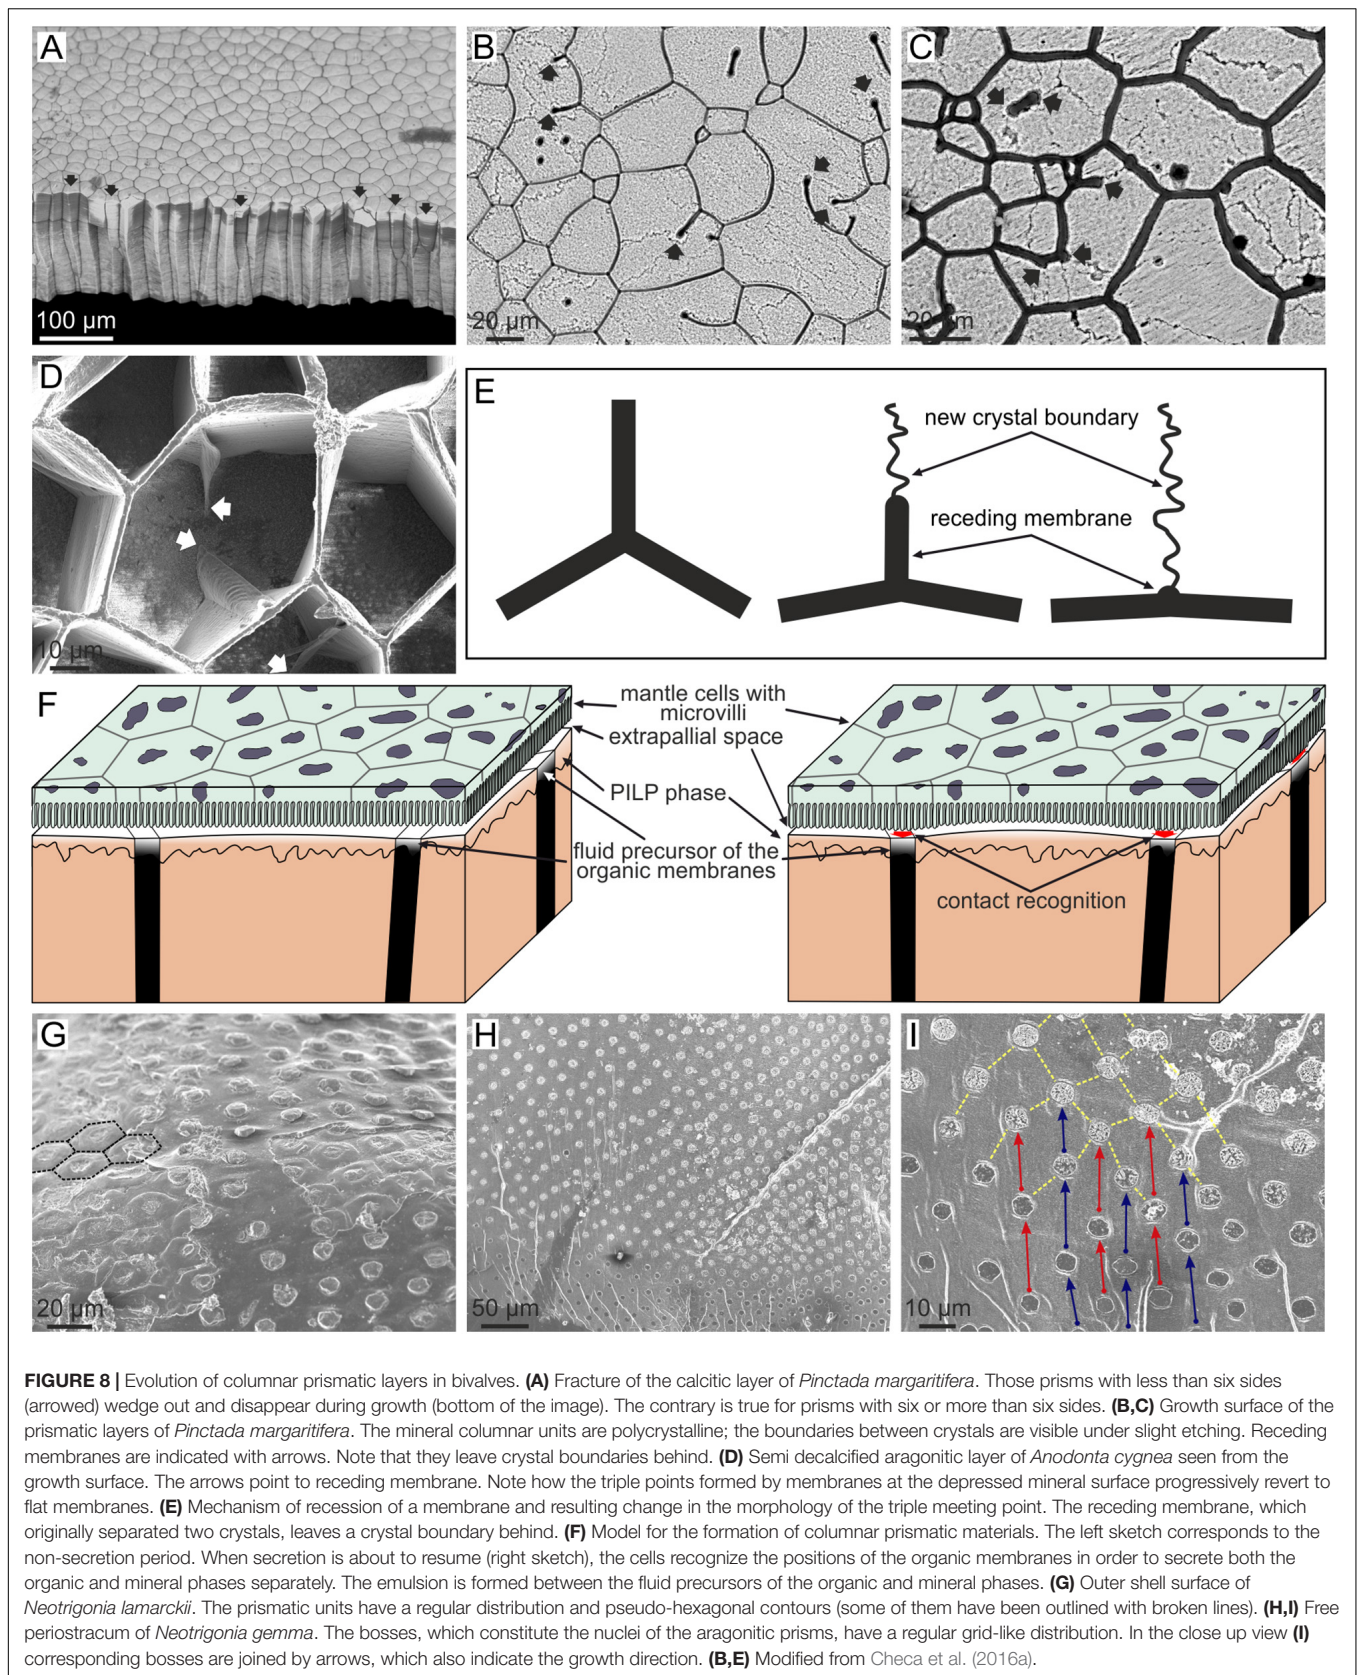 A
B
C
100 µm
20 µm
D
10 µm
E
new crystal boundary
receding membrane
F
mantle cells with
microvilli
extrapallial space
PILP phase
fluid precursor of the
organic membranes
contact recognition
G
H
I
20 µm
50 µm
10 µm
FIGURE 8 | Evolution of columnar prismatic layers in bivalves. (A) Fracture of the calcitic layer of Pinctada margaritifera. Those prisms with less than six sides
(arrowed) wedge out and disappear during growth (bottom of the image). The contrary is true for prisms with six or more than six sides. (B,C) Growth surface of the
prismatic layers of Pinctada margaritifera. The mineral columnar units are polycrystalline; the boundaries between crystals are visible under slight etching. Receding
membranes are indicated with arrows. Note that they leave crystal boundaries behind. (D) Semi decalcified aragonitic layer of Anodonta cygnea seen from the
growth surface. The arrows point to receding membrane. Note how the triple points formed by membranes at the depressed mineral surface progressively revert to
flat membranes. (E) Mechanism of recession of a membrane and resulting change in the morphology of the triple meeting point. The receding membrane, which
originally separated two crystals, leaves a crystal boundary behind. (F) Model for the formation of columnar prismatic materials. The left sketch corresponds to the
non-secretion period. When secretion is about to resume (right sketch), the cells recognize the positions of the organic membranes in order to secrete both the
organic and mineral phases separately. The emulsion is formed between the fluid precursors of the organic and mineral phases. (G) Outer shell surface of
Neotrigonia lamarckii. The prismatic units have a regular distribution and pseudo-hexagonal contours (some of them have been outlined with broken lines). (H,I) Free
periostracum of Neotrigonia gemma. The bosses, which constitute the nuclei of the aragonitic prisms, have a regular grid-like distribution. In the close up view (I)
corresponding bosses are joined by arrows, which also indicate the growth direction. (B,E) Modified from Checa et al. (2016a).